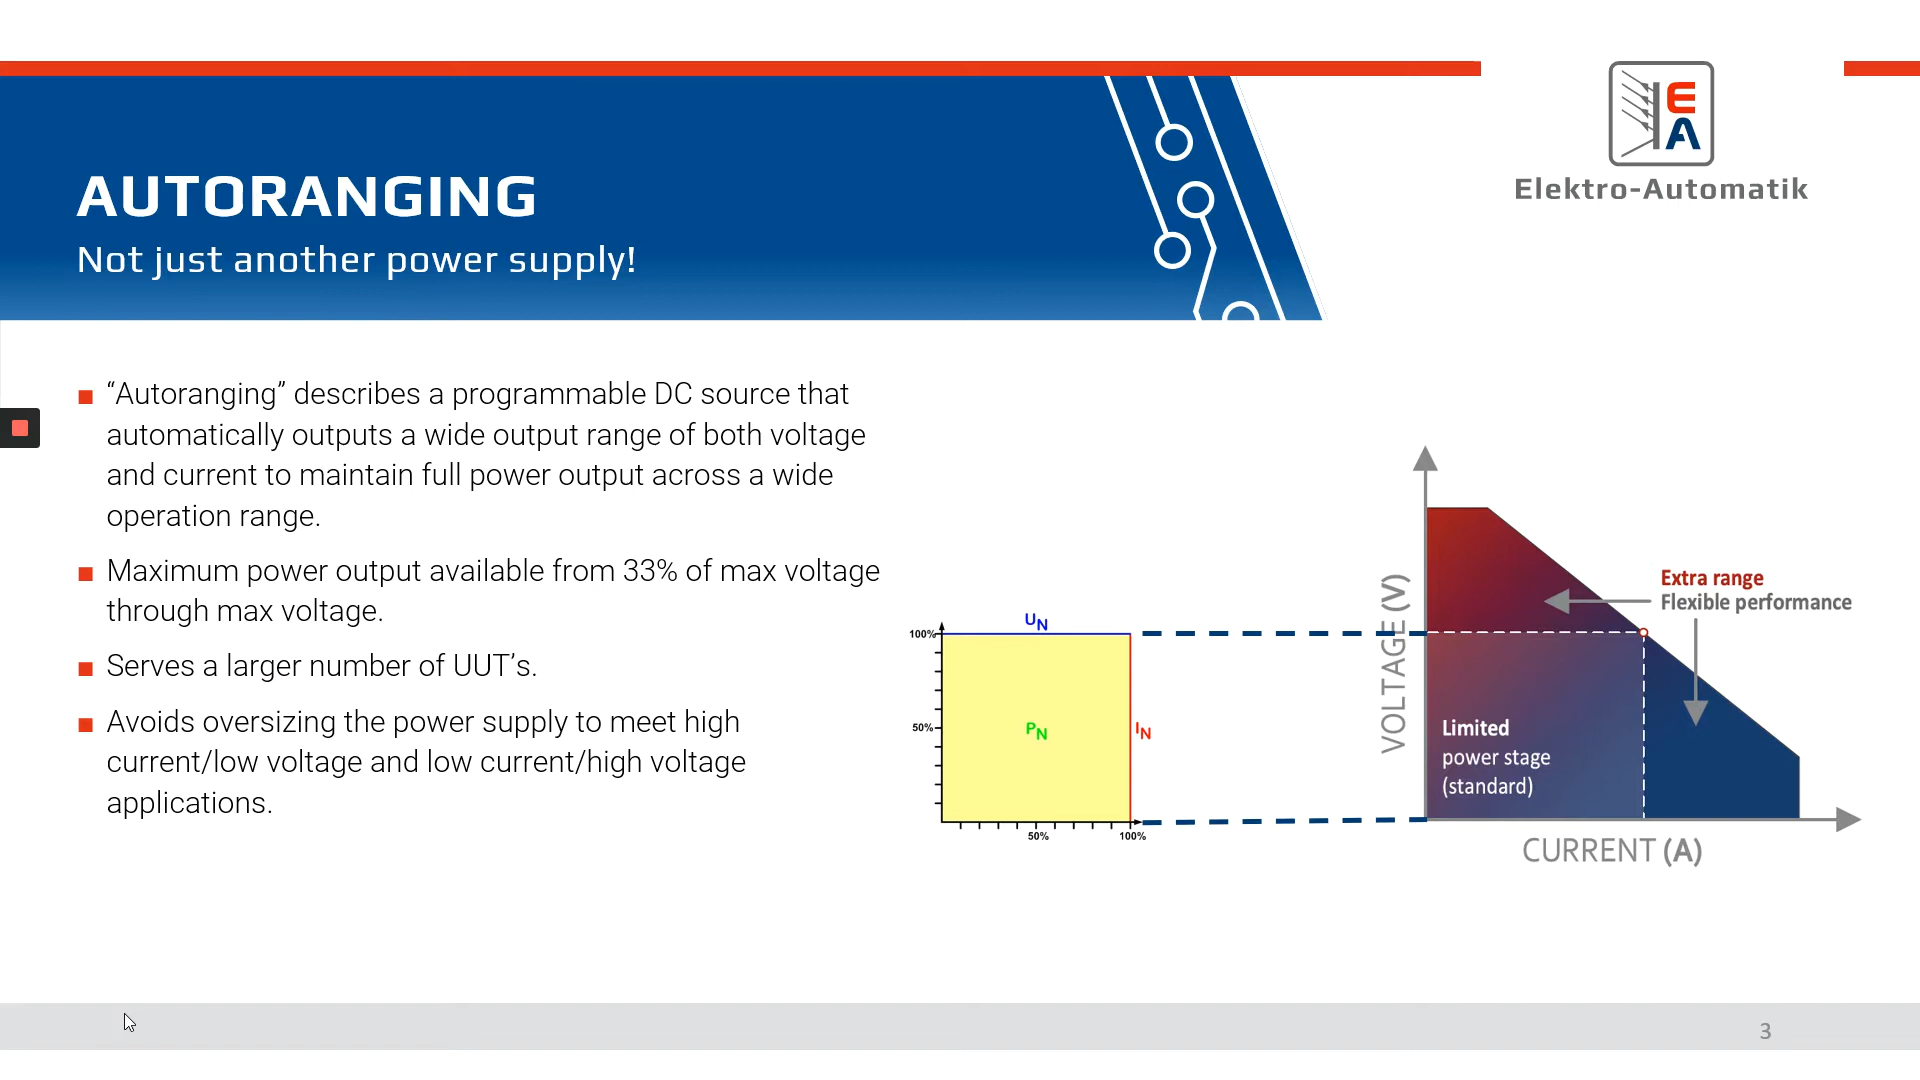 E
A
Elektro-Automatik
AUTORANGING
Not just another power supply!
“Autoranging” describes a programmable DC source that
automatically outputs a wide output range of both voltage
and current to maintain full power output across a wide
operation range.
Maximum power output available from 33% of max voltage
through max voltage.
Serves a larger number of UUT’s.
Avoids oversizing the power supply to meet high
current/low voltage and low current/high voltage
applications.
UN
100%
50%
PN
IN
50%
100%
VOLTAGE (V)
Extra range
Flexible performance
Limited
power stage
(standard)
CURRENT (A)
3